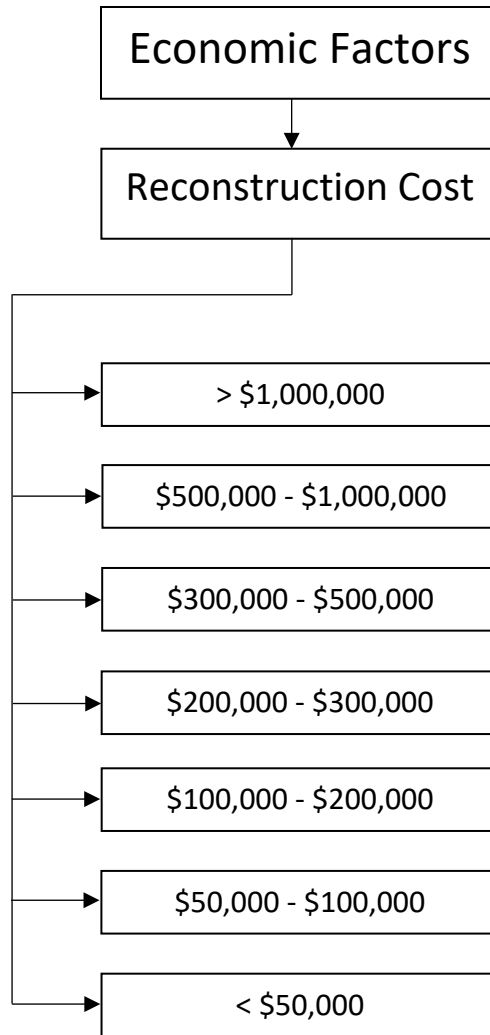 Economic Factors
Reconstruction Cost
> $1,000,000
$500,000 - $1,000,000
$300,000 - $500,000
$200,000 - $300,000
$100,000 - $200,000
$50,000 - $100,000
< $50,000